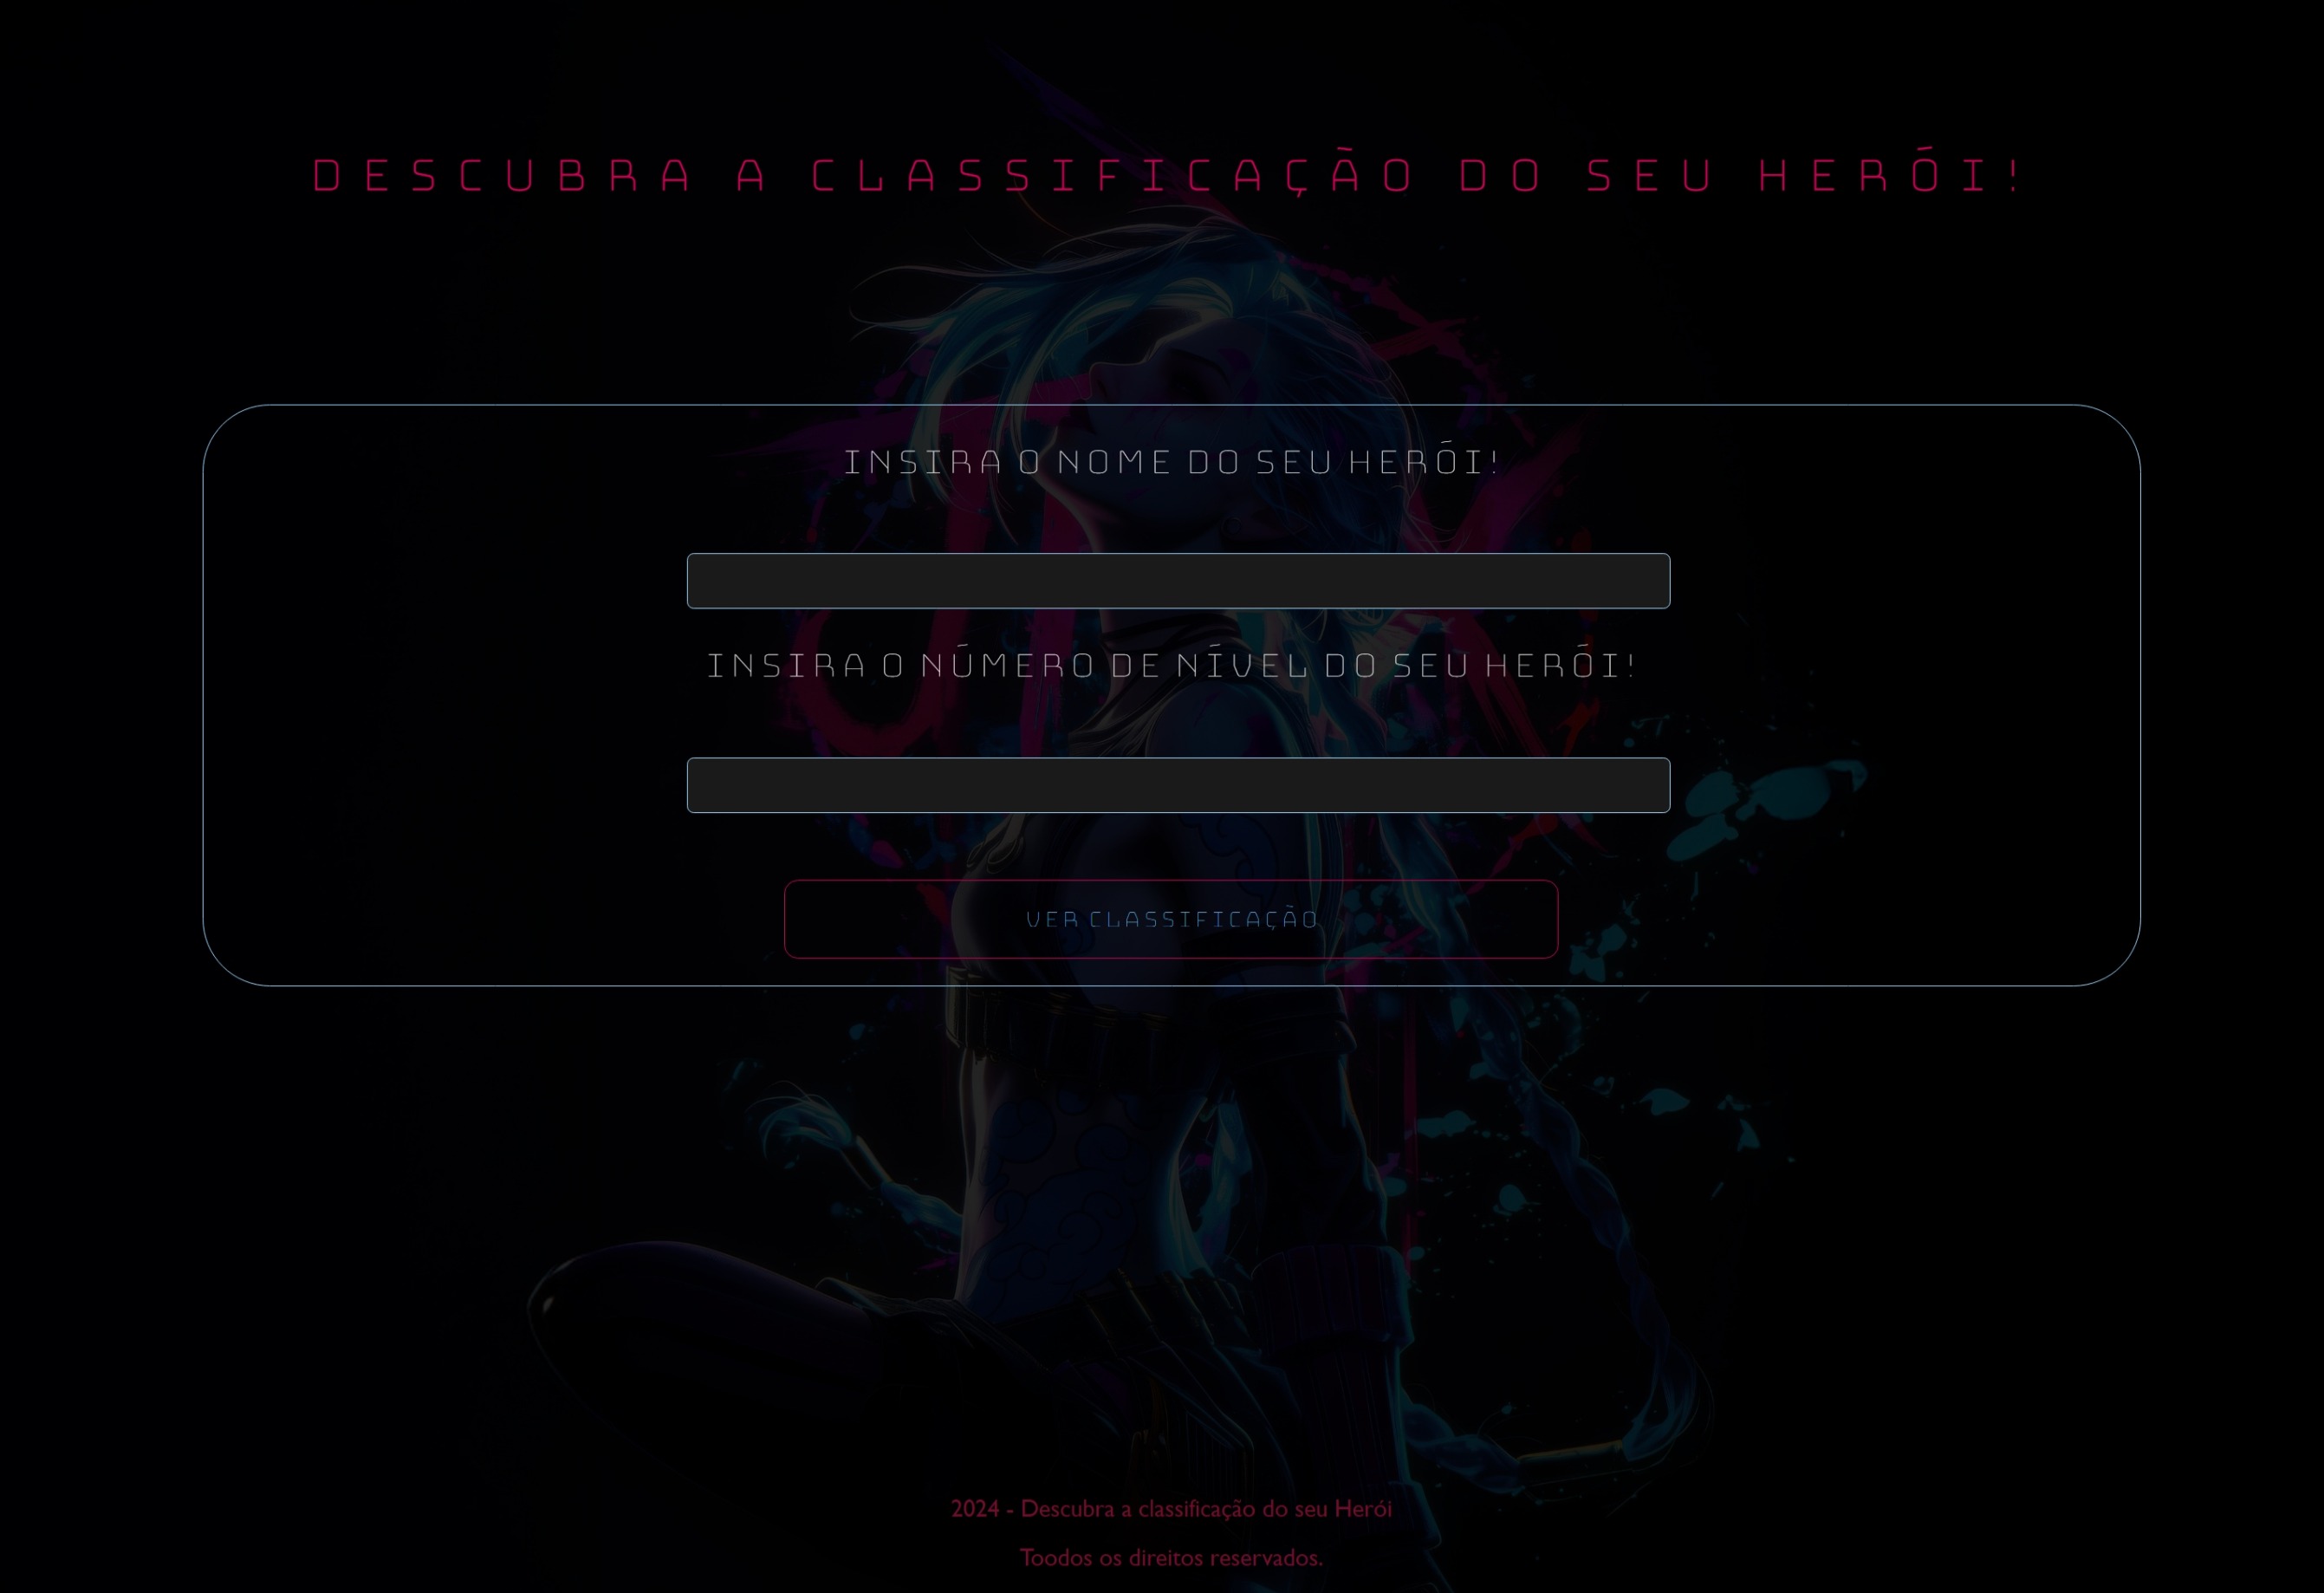 DESCUBRA A CLASSIFICAÇÃO DO SEU HERÓI!
INSIRA O NOME DO SEU HERÓI!
INSIRA O NÚMERO DE NÍVEL DO SEU HERÓI!
VER CLASSIFICAÇÃO
2024 - Descubra a classificação do seu Herói
Toodos os direitos reservados.